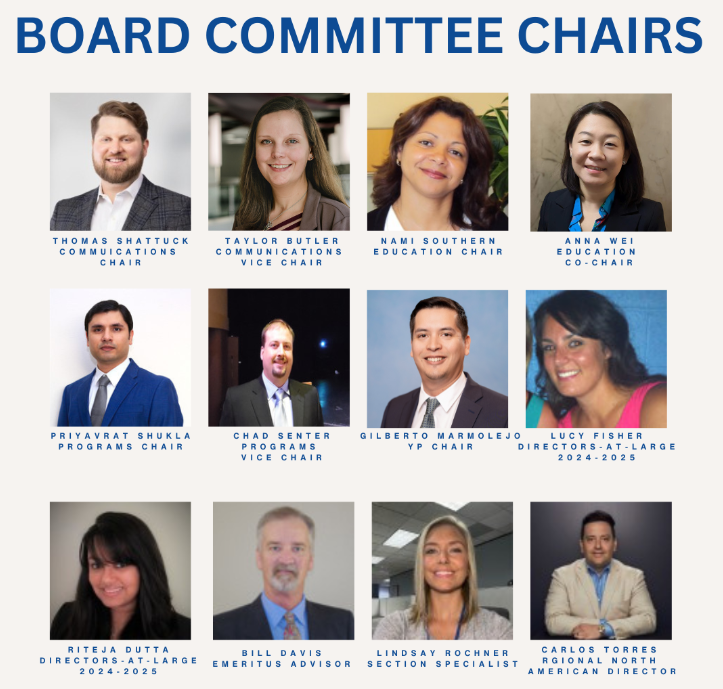 BOARD COMMITTEE CHAIRS
THOMAS SHATTUCK
COMMUICATIONS
CHAIR
TAYLOR BUTLER
COMMUNICATIONS
VICE CHAIR
NAMI SOUTHERN
EDUCATION CHAIR
ANNA WEI
EDUCATION
CO-CHAIR
PRIYAVRAT SHUKLA
PROGRAMS CHAIR
CHAD SENTER
PROGRAMS
VICE CHAIR
GILBERTO MARMOLEJO
YP CHAIR
LUCY FISHER
DIRECTORS-AT-LARGE
2024-2025
RITEJA DUTTA
DIRECTORS-AT-LARGE
2024-2025
BILL DAVIS
EMERITUS ADVISOR
LINDSAY ROCHNER
SECTION SPECIALIST
CARLOS TORRES
RGIONAL NORTH
AMERICAN DIRECTOR